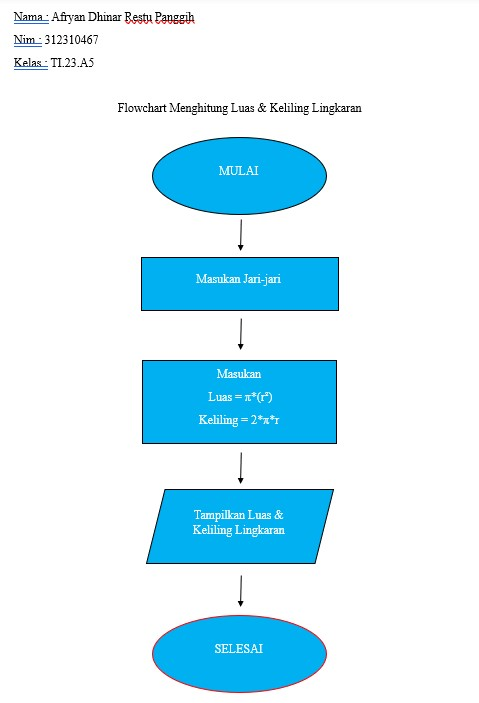 Nama : Afryan Dhinar Restu Panggih
Nim : 312310467
Kelas : TI.23.A5
Flowchart Menghitung Luas & Keliling Lingkaran
MULAI
Masukan Jari-jari
Masukan
Luas = π*(r²)
Keliling = 2*π*r
Tampilkan Luas &
Keliling Lingkaran
SELESAI